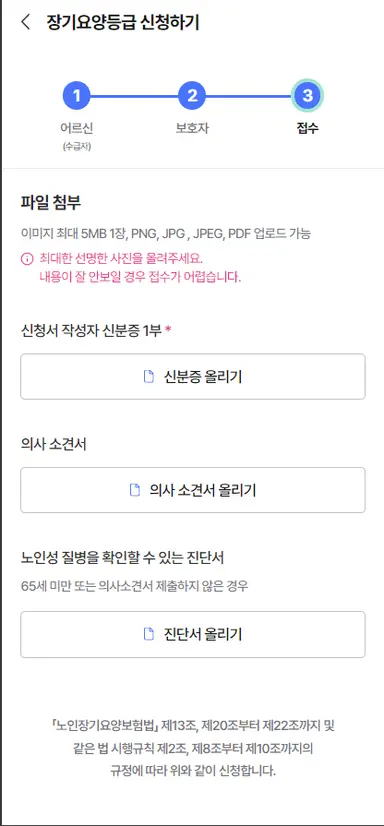 장기요양등급 신청하기
1 2 3
어르신 보호자 접수
(수급자)
파일 첨부
이미지 최대 5MB 1장, PNG, JPG , JPEG, PDF 업로드 가능
최대한 선명한 사진을 올려주세요.
내용이 잘 안보일 경우 접수가 어렵습니다.
신청서 작성자 신분증 1부 *
신분증 올리기
의사 소견서
의사 소견서 올리기
노인성 질병을 확인할 수 있는 진단서
65세 미만 또는 의사소견서 제출하지 않은 경우
진단서 올리기
「노인장기요양보험법」 제13조, 제20조부터 제22조까지 및
같은 법 시행규칙 제2조, 제8조부터 제10조까지의
규정에 따라 위와 같이 신청합니다.